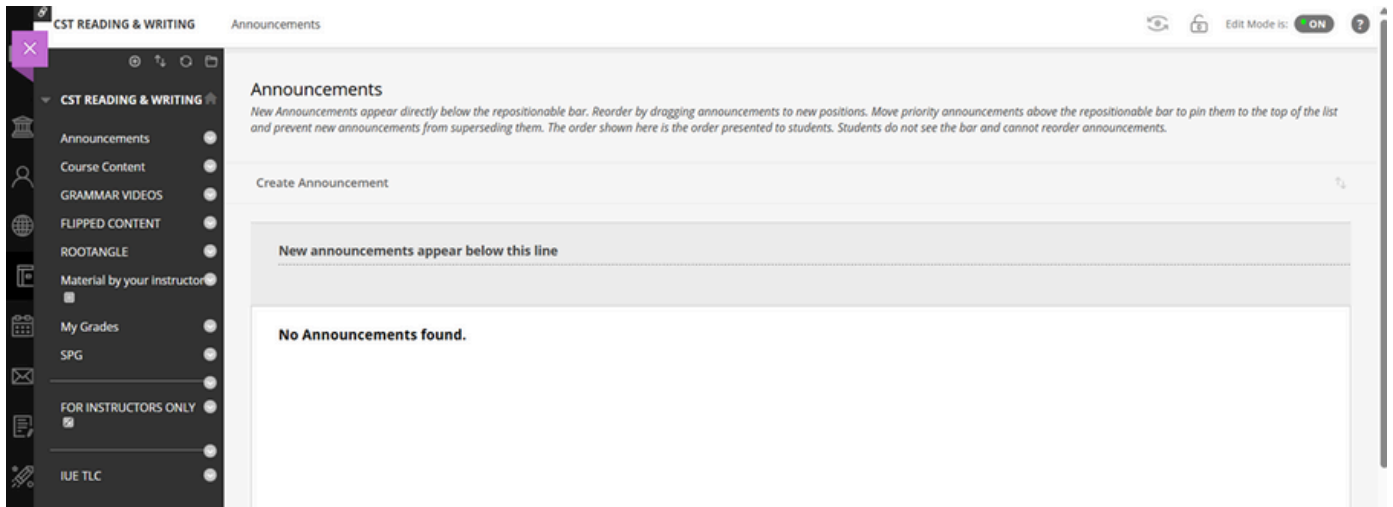 CST READING & WRITING
Announcements
Edit Mode is:
ON
?
CST READING & WRITING
Announcements
Course Content
GRAMMAR VIDEOS
FLIPPED CONTENT
ROOTANGLE
Material by your instructor
My Grades
SPG
FOR INSTRUCTORS ONLY
IUE TLC
Announcements
New Announcements appear directly below the repositionable bar. Reorder by dragging announcements to new positions. Move priority announcements above the repositionable bar to pin them to the top of the list
and prevent new announcements from superseding them. The order shown here is the order presented to students. Students do not see the bar and cannot reorder announcements.
Create Announcement
New announcements appear below this line
No Announcements found.